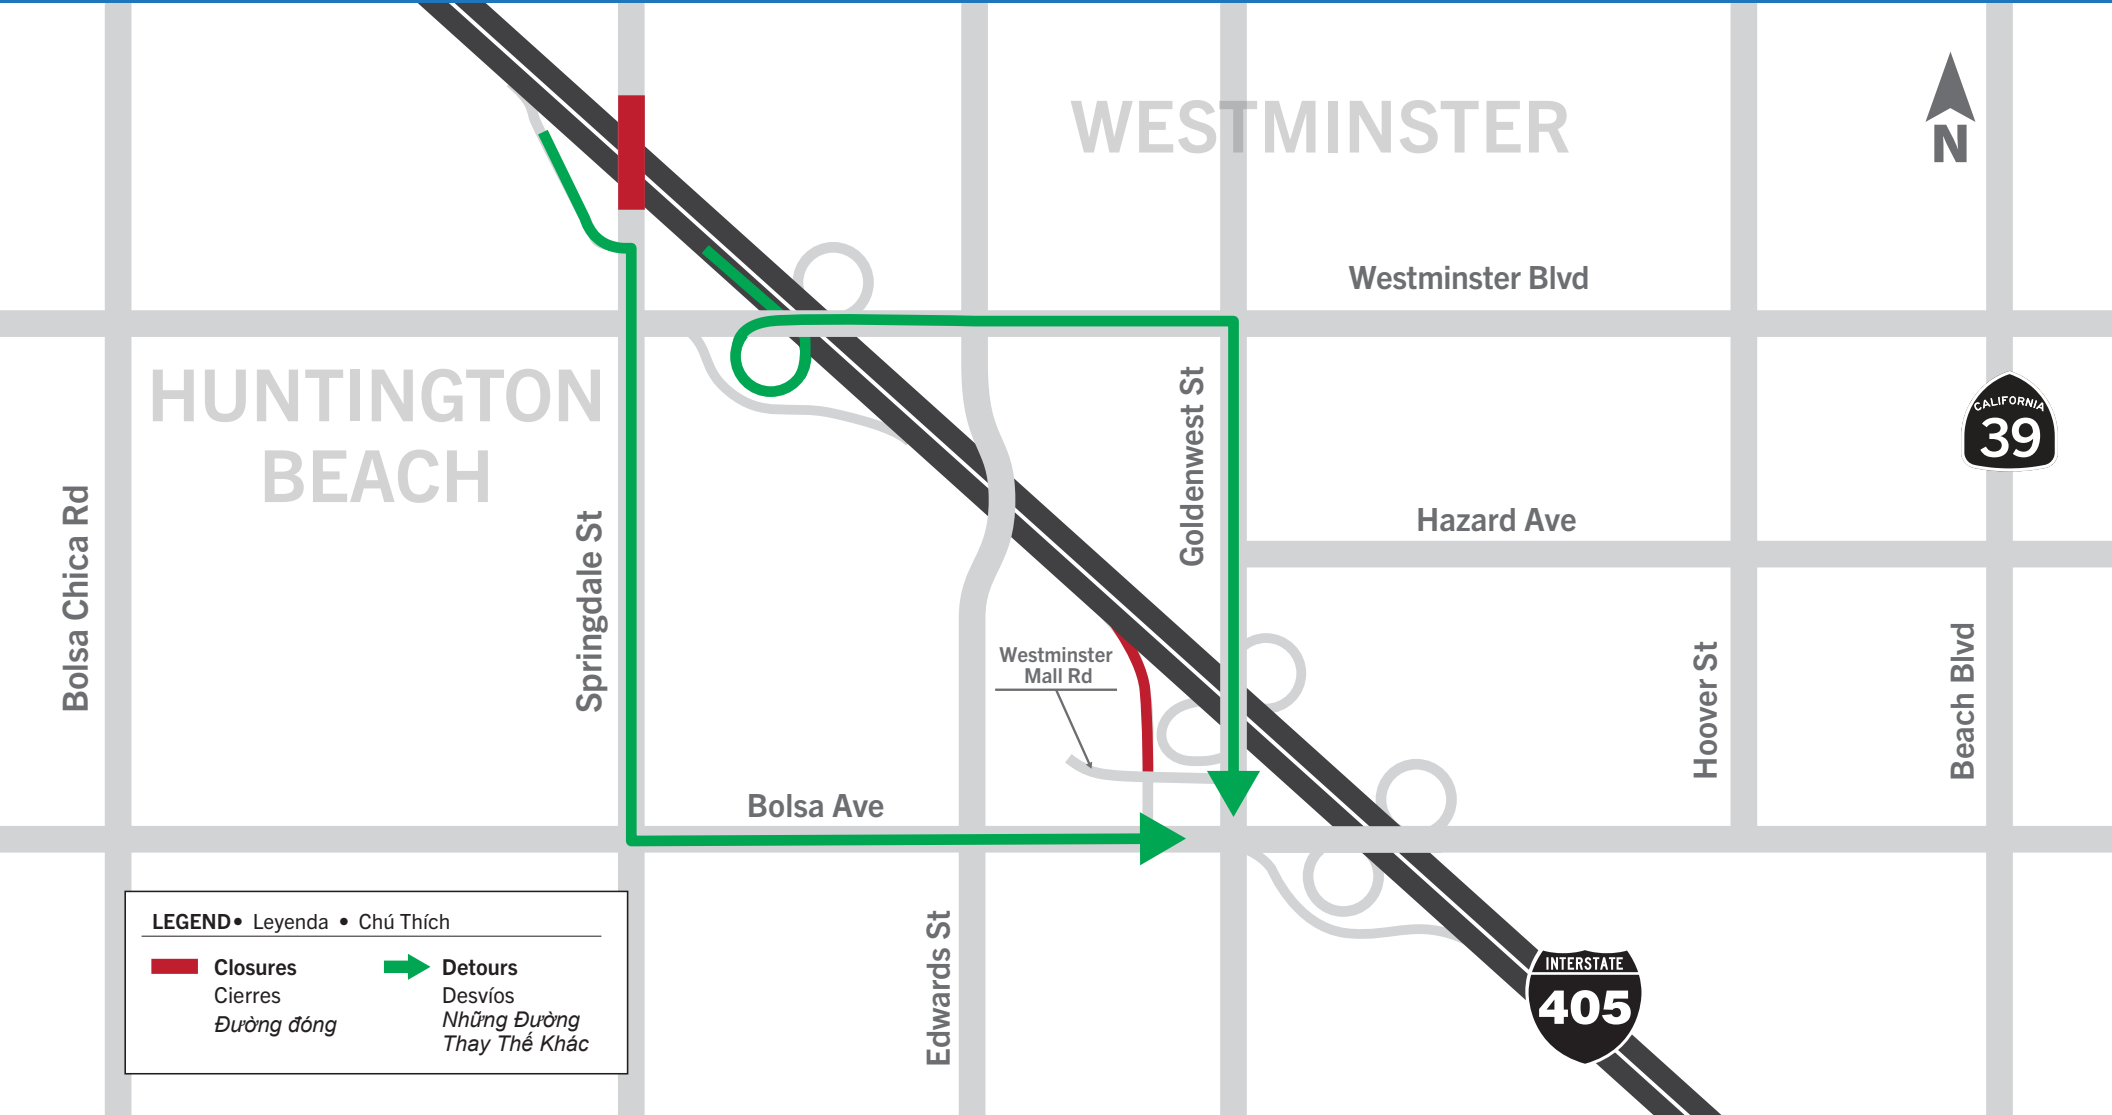 WESTMINSTER
N
Westminster Blvd
HUNTINGTON
BEACH
Goldenwest St
CALIFORNIA
39
Bolsa Chica Rd
Springdale St
Hazard Ave
Westminster
Mall Rd
Hoover St
Beach Blvd
Bolsa Ave
Edwards St
LEGEND • Leyenda • Chú Thích
Closures
Cierres
Đường đóng
Detours
Desvíos
Những Đường
Thay Thế Khác
INTERSTATE
405